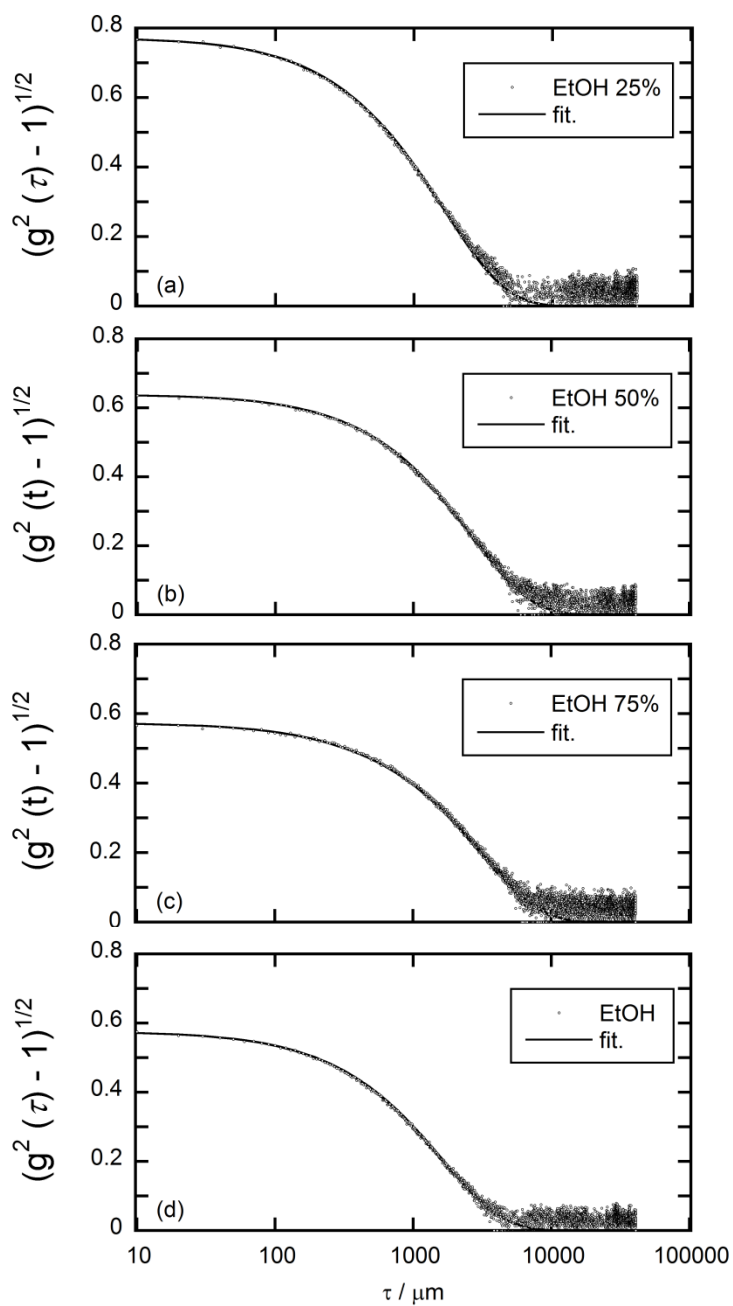 0.8
0.6
0.4
0.2
0
(g² (τ) - 1)^1/2
EtOH 25%
fit.
(a)
0.8
0.6
0.4
0.2
0
(g² (t) - 1)^1/2
EtOH 50%
fit.
(b)
0.8
0.6
0.4
0.2
0
(g² (t) - 1)^1/2
EtOH 75%
fit.
(c)
0.8
0.6
0.4
0.2
0
(g² (τ) - 1)^1/2
EtOH
fit.
(d)
10 100 1000 10000 100000
τ / μm